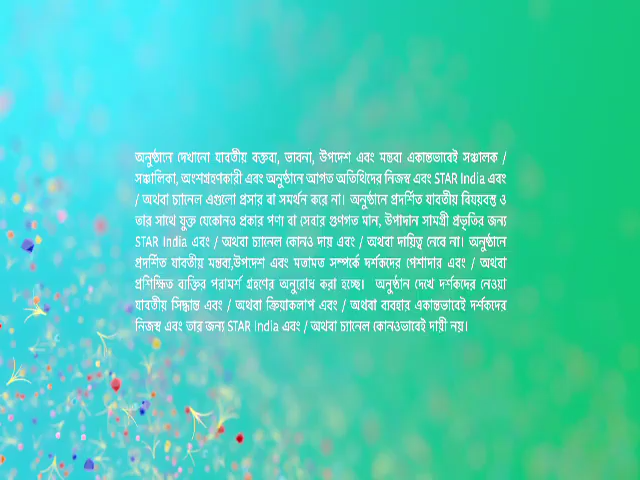 অনুষ্ঠানে দেখানো যাবতীয় বক্তব্য, ভাবনা, উপদেশ এবং মন্তব্য একান্তভাবেই সঞ্চালক /
সঞ্চালিকা, অংশগ্রহণকারী এবং অনুষ্ঠানে আগত অতিথিদের নিজস্ব এবং STAR India এবং
/ অথবা চ্যানেল এগুলো প্রসার বা সমর্থন করে না। অনুষ্ঠানে প্রদর্শিত যাবতীয় বিষয়বস্তু ও
তার সাথে যুক্ত যেকোনও প্রকার পণ্য বা সেবার গুণগত মান, উপাদান সামগ্রী প্রভৃতির জন্য
STAR India এবং / অথবা চ্যানেল কোনও দায় এবং / অথবা দায়িত্ব নেবে না। অনুষ্ঠানে
প্রদর্শিত যাবতীয় মন্তব্য,উপদেশ এবং মতামত সম্পর্কে দর্শকদের পেশাদার এবং / অথবা
প্রশিক্ষিত ব্যক্তির পরামর্শ গ্রহণের অনুরোধ করা হচ্ছে। অনুষ্ঠান দেখে দর্শকদের নেওয়া
যাবতীয় সিদ্ধান্ত এবং / অথবা ক্রিয়াকলাপ এবং / অথবা ব্যবহার একান্তভাবেই দর্শকদের
নিজস্ব এবং তার জন্য STAR India এবং / অথবা চ্যানেল কোনওভাবেই দায়ী নয়।